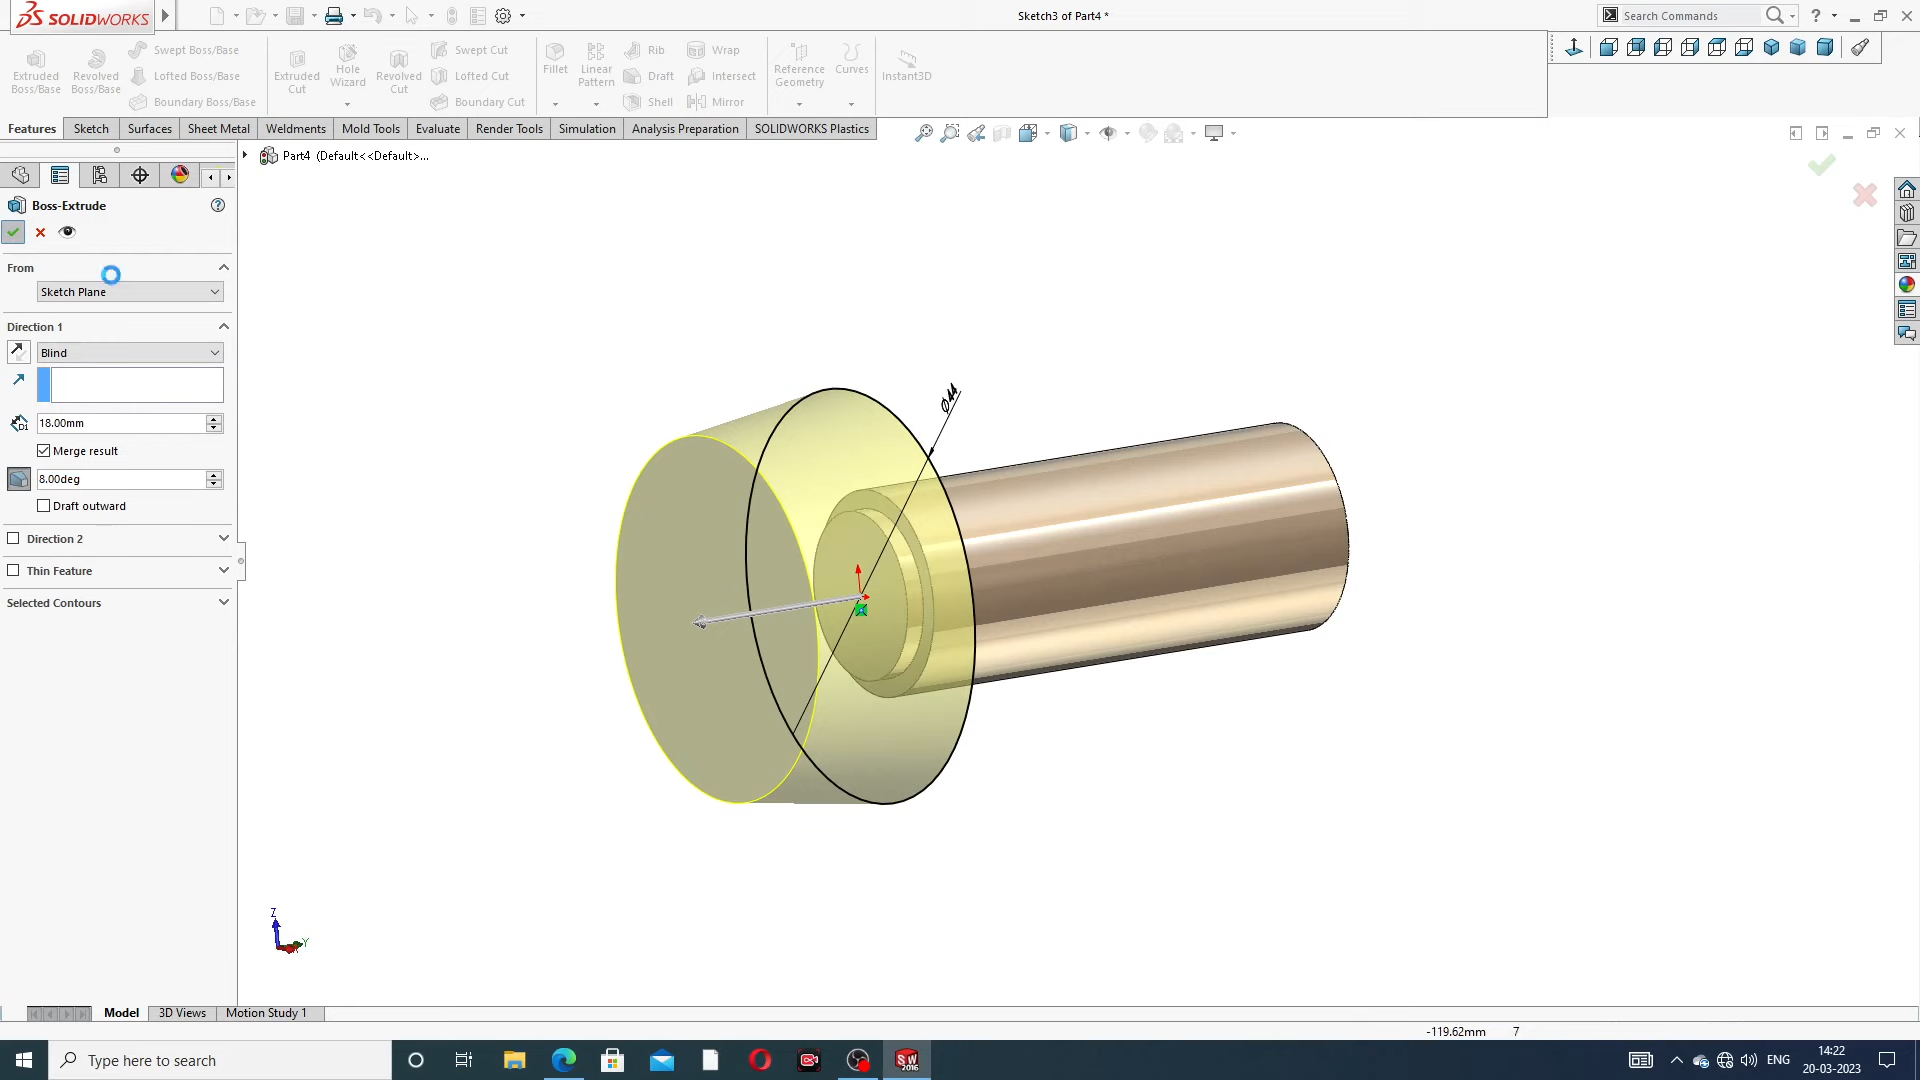 SOLIDWORKS
Sketch3 of Part4 *
Search Commands
Extruded Boss/Base
Revolved Boss/Base
Swept Boss/Base
Lofted Boss/Base
Boundary Boss/Base
Extruded Cut
Hole Wizard
Revolved Cut
Swept Cut
Lofted Cut
Boundary Cut
Fillet
Linear Pattern
Rib
Draft
Shell
Wrap
Intersect
Mirror
Reference Geometry
Curves
Instant3D
Features
Sketch
Surfaces
Sheet Metal
Weldments
Mold Tools
Evaluate
Render Tools
Simulation
Analysis Preparation
SOLIDWORKS Plastics
Part4 (Default<<Default>...
Boss-Extrude
From
Sketch Plane
Direction 1
Blind
D1
18.00mm
Merge result
8.00deg
Draft outward
Direction 2
Thin Feature
Selected Contours
Ø44
Z
Y
Model
3D Views
Motion Study 1
-119.62mm
7
Type here to search
SW
2016
ENG
14:22
20-03-2023